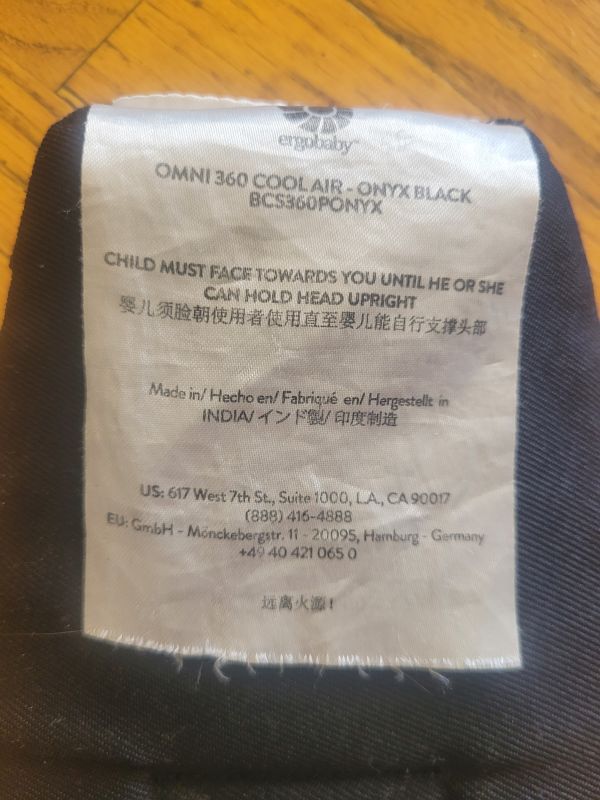 ergobaby™
OMNI 360 COOL AIR - ONYX BLACK
BCS360PONYX
CHILD MUST FACE TOWARDS YOU UNTIL HE OR SHE
CAN HOLD HEAD UPRIGHT
婴儿须脸朝使用者使用直至婴儿能自行支撑头部
Made in/ Hecho en/ Fabriqué en/ Hergestellt in
INDIA/ インド製/ 印度制造
US: 617 West 7th St., Suite 1000, L.A., CA 90017
(888) 416-4888
EU: GmbH - Mönckebergstr. 11 - 20095, Hamburg - Germany
+49 40 421 065 0
远离火源！